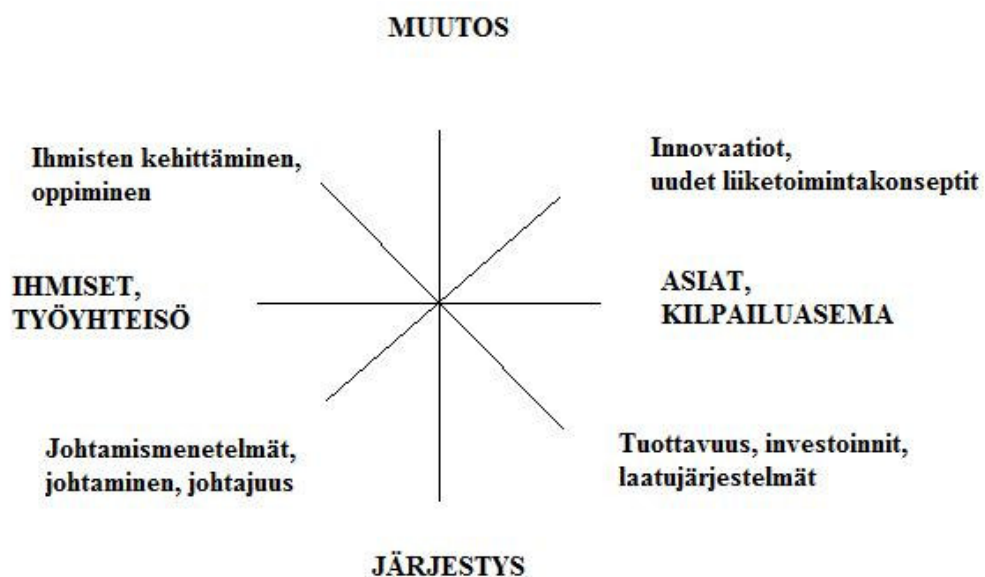 MUUTOS
Ihmisten kehittäminen,
oppiminen
Innovaatiot,
uudet liiketoimintakonseptit
IHMISET,
TYÖYHTEISÖ
ASIAT,
KILPAILUASEMA
Johtamismenetelmät,
johtaminen, johtajuus
Tuottavuus, investoinnit,
laatujärjestelmät
JÄRJESTYS